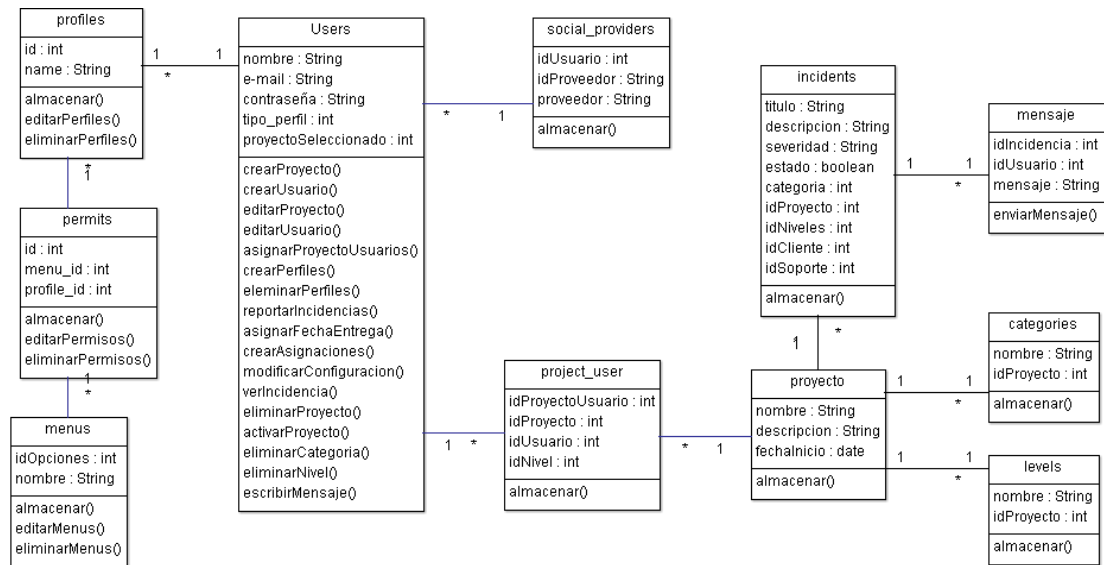 profiles
id : int
name : String
almacenar()
editarPerfiles()
eliminarPerfiles()
1
*
1
Users
nombre : String
e-mail : String
contraseña : String
tipo_perfil : int
proyectoSeleccionado : int
crearProyecto()
crearUsuario()
editarProyecto()
editarUsuario()
asignarProyectoUsuarios()
crearPerfiles()
eleminarPerfiles()
reportarIncidencias()
asignarFechaEntrega()
crearAsignaciones()
modificarConfiguracion()
verIncidencia()
eliminarProyecto()
activarProyecto()
eliminarCategoria()
eliminarNivel()
escribirMensaje()
*
1
social_providers
idUsuario : int
idProveedor : String
proveedor : String
almacenar()
*
1
permits
id : int
menu_id : int
profile_id : int
almacenar()
editarPermisos()
eliminarPermisos()
1
*
menus
idOpciones : int
nombre : String
almacenar()
editarMenus()
eliminarMenus()
1
*
project_user
idProyectoUsuario : int
idProyecto : int
idUsuario : int
idNivel : int
almacenar()
*
1
incidents
titulo : String
descripcion : String
severidad : String
estado : boolean
categoria : int
idProyecto : int
idNiveles : int
idCliente : int
idSoporte : int
almacenar()
1
1
*
mensaje
idIncidencia : int
idUsuario : int
mensaje : String
enviarMensaje()
*
1
proyecto
nombre : String
descripcion : String
fechaInicio : date
almacenar()
1
1
*
categories
nombre : String
idProyecto : int
almacenar()
1
1
*
levels
nombre : String
idProyecto : int
almacenar()